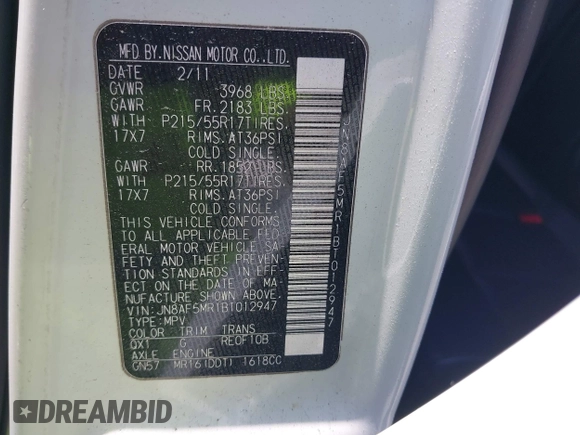 MFD BY.NISSAN MOTOR CO.,LTD.
DATE 2/11
GVWR 3968 LBS
GAWR FR. 2183 LBS
WITH P215/55R17TIRES.
17X7 RIMS.AT36PSI
COLD SINGLE.
GAWR RR. LBS.
WITH P215/55R17TIRES.
17X7 RIMS.AT36PSI
COLD SINGLE.
THIS VEHICLE CONFORMS
TO ALL APPLICABLE FED
ERAL MOTOR VEHICLE SA-
FETY AND THEFT PREVEN-
TION STANDARDS IN EFF-
ECT ON THE DATE OF MA-
NUFACTURE SHOWN ABOVE.
VIN:JN8AF5MR1BT012947
TYPE:MPV
COLOR TRIM TRANS
QX1 G RE0F10B
AXLE ENGINE
GN57 MR16(DDT) 1618CC
JN8AF5MR1BT012947
DREAMBID